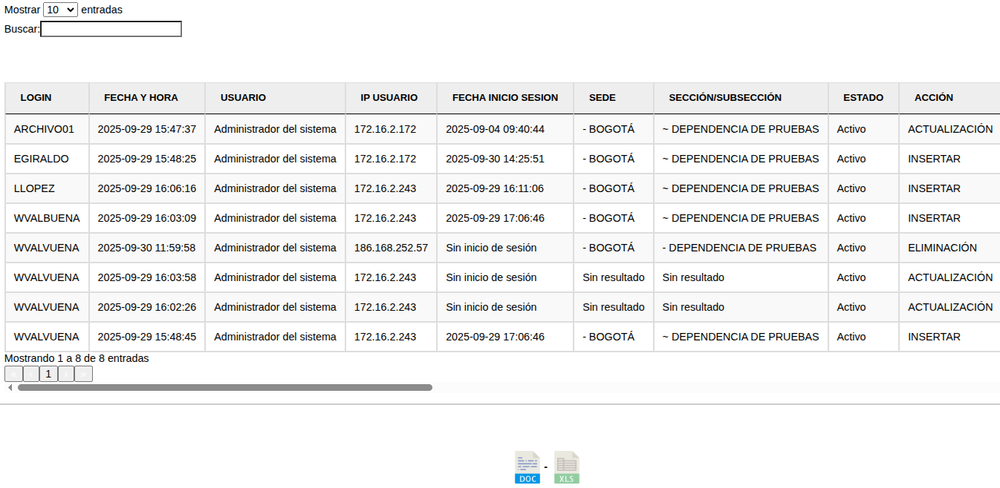 Mostrar 10 entradas
Buscar:
LOGIN FECHA Y HORA USUARIO IP USUARIO FECHA INICIO SESION SEDE SECCIÓN/SUBSECCIÓN ESTADO ACCIÓN
ARCHIVO01 2025-09-29 15:47:37 Administrador del sistema 172.16.2.172 2025-09-04 09:40:44 - BOGOTÁ ~ DEPENDENCIA DE PRUEBAS Activo ACTUALIZACIÓN
EGIRALDO 2025-09-29 15:48:25 Administrador del sistema 172.16.2.172 2025-09-30 14:25:51 - BOGOTÁ ~ DEPENDENCIA DE PRUEBAS Activo INSERTAR
LLOPEZ 2025-09-29 16:06:16 Administrador del sistema 172.16.2.243 2025-09-29 16:11:06 - BOGOTÁ ~ DEPENDENCIA DE PRUEBAS Activo INSERTAR
WVALBUENA 2025-09-29 16:03:09 Administrador del sistema 172.16.2.243 2025-09-29 17:06:46 - BOGOTÁ ~ DEPENDENCIA DE PRUEBAS Activo INSERTAR
WVALVUENA 2025-09-30 11:59:58 Administrador del sistema 186.168.252.57 Sin inicio de sesión - BOGOTÁ - DEPENDENCIA DE PRUEBAS Activo ELIMINACIÓN
WVALVUENA 2025-09-29 16:03:58 Administrador del sistema 172.16.2.243 Sin inicio de sesión Sin resultado Sin resultado Activo ACTUALIZACIÓN
WVALVUENA 2025-09-29 16:02:26 Administrador del sistema 172.16.2.243 Sin inicio de sesión Sin resultado Sin resultado Activo ACTUALIZACIÓN
WVALVUENA 2025-09-29 15:48:45 Administrador del sistema 172.16.2.243 2025-09-29 17:06:46 - BOGOTÁ ~ DEPENDENCIA DE PRUEBAS Activo INSERTAR
Mostrando 1 a 8 de 8 entradas
« ‹ 1 › »
DOC - XLS